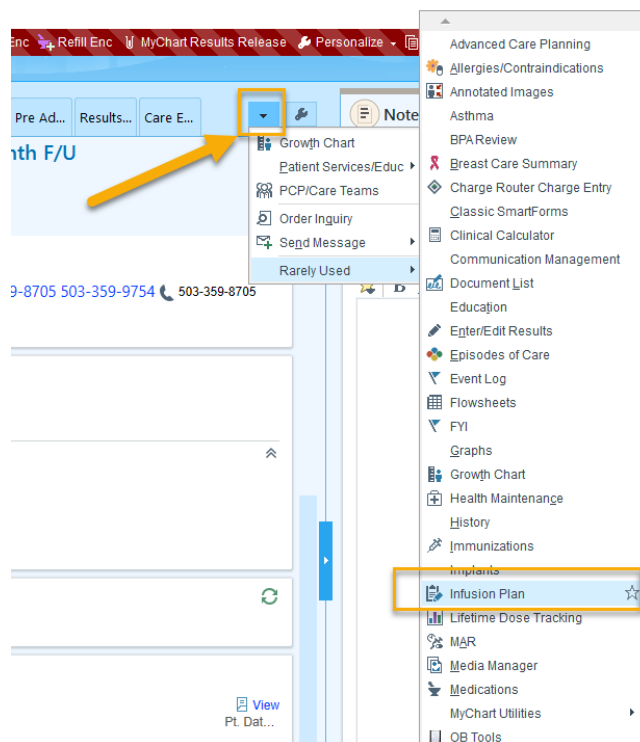 Enc Refill Enc MyChart Results Release Personalize
Pre Ad... Results... Care E... Note
nth F/U
9-8705 503-359-9754 503-359-8705
B
View
Pt. Dat...
Growth Chart
Patient Services/Educ
PCP/Care Teams
Order Inquiry
Send Message
Rarely Used
Advanced Care Planning
Allergies/Contraindications
Annotated Images
Asthma
BPA Review
Breast Care Summary
Charge Router Charge Entry
Classic SmartForms
Clinical Calculator
Communication Management
Document List
Education
Enter/Edit Results
Episodes of Care
Event Log
Flowsheets
FYI
Graphs
Growth Chart
Health Maintenance
History
Immunizations
Implants
Infusion Plan
Lifetime Dose Tracking
MAR
Media Manager
Medications
MyChart Utilities
OB Tools